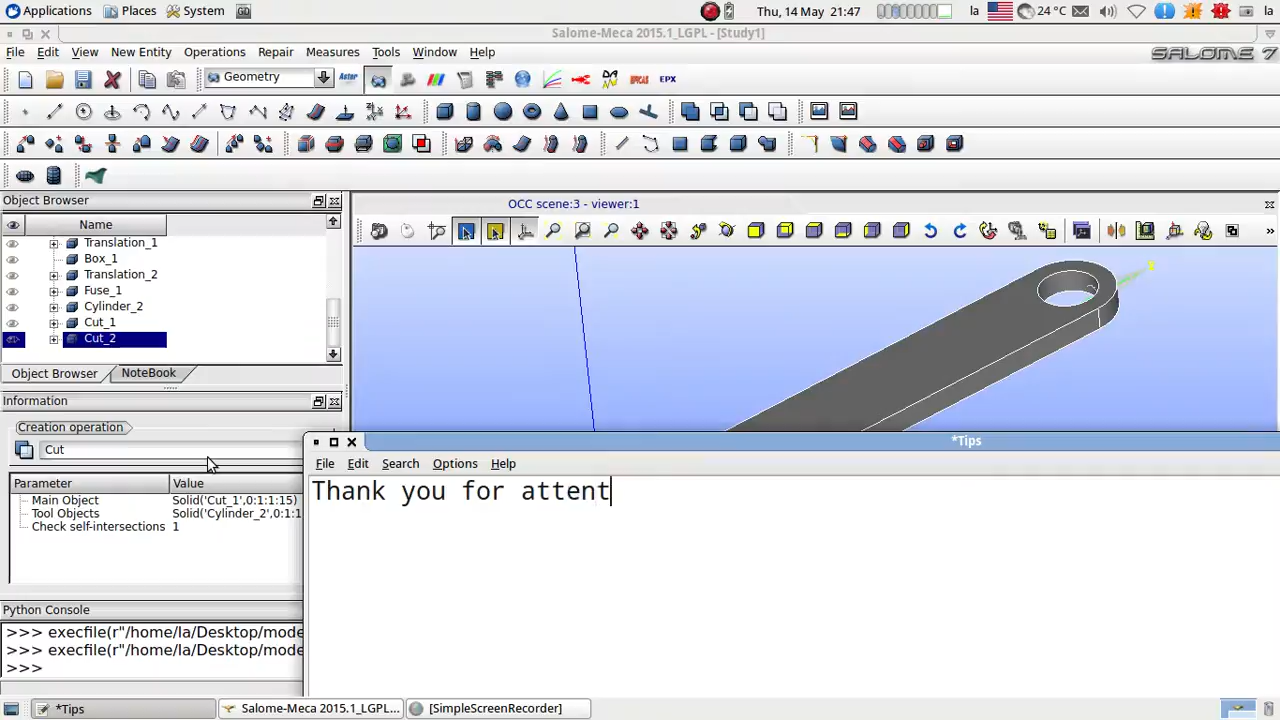 Applications Places System Thu, 14 May 21:47 la 24 °C la
Salome-Meca 2015.1_LGPL - [Study1]
File Edit View New Entity Operations Repair Measures Tools Window Help
SALOME 7
Geometry Aster EFICAS EPX
Object Browser
OCC scene:3 - viewer:1
Name
Translation_1
Box_1
Translation_2
Fuse_1
Cylinder_2
Cut_1
Cut_2
Object Browser NoteBook
Information
Creation operation
Cut
Parameter Value
Main Object Solid('Cut_1',0:1:1:15)
Tool Objects Solid('Cylinder_2',0:1:1
Check self-intersections 1
*Tips
File Edit Search Options Help
Thank you for attent
Python Console
>>> execfile(r"/home/la/Desktop/mode
>>> execfile(r"/home/la/Desktop/mode
>>>
*Tips Salome-Meca 2015.1_LGPL... [SimpleScreenRecorder]